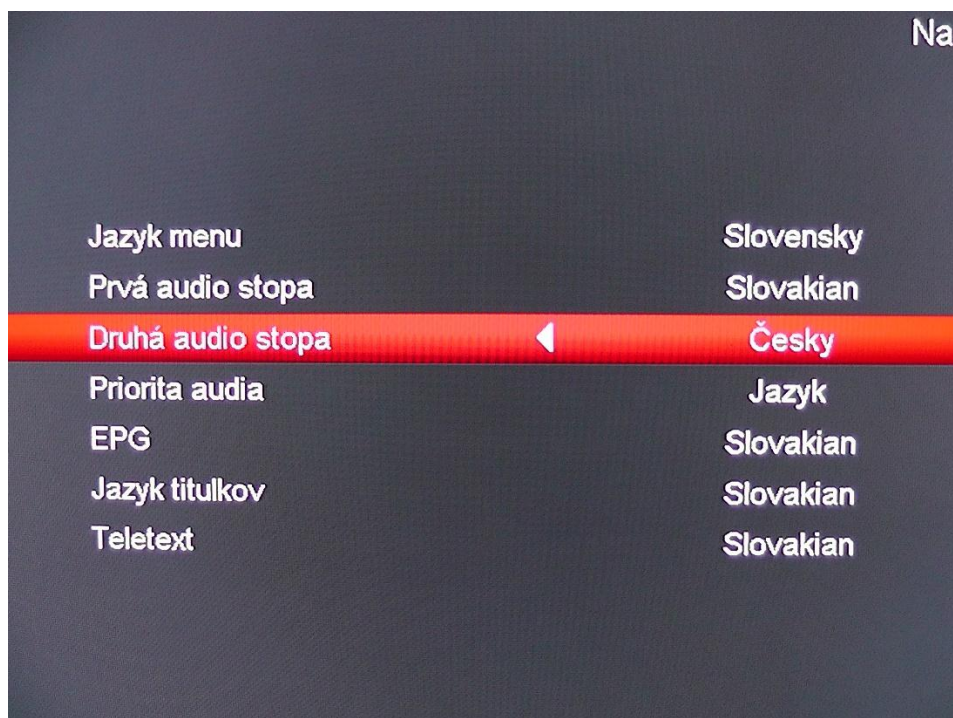 Jazyk menu Slovensky
Prvá audio stopa Slovakian
Druhá audio stopa Česky
Priorita audia Jazyk
EPG Slovakian
Jazyk titulkov Slovakian
Teletext Slovakian